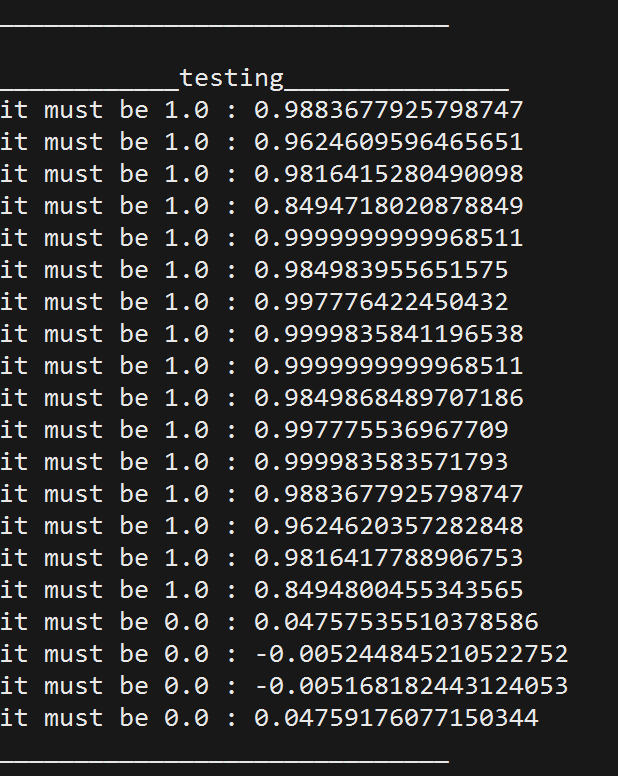 ______________________________
____________testing_______________
it must be 1.0 : 0.9883677925798747
it must be 1.0 : 0.9624609596465651
it must be 1.0 : 0.9816415280490098
it must be 1.0 : 0.8494718020878849
it must be 1.0 : 0.9999999999968511
it must be 1.0 : 0.984983955651575
it must be 1.0 : 0.997776422450432
it must be 1.0 : 0.9999835841196538
it must be 1.0 : 0.9999999999968511
it must be 1.0 : 0.9849868489707186
it must be 1.0 : 0.997775536967709
it must be 1.0 : 0.999983583571793
it must be 1.0 : 0.9883677925798747
it must be 1.0 : 0.9624620357282848
it must be 1.0 : 0.9816417788906753
it must be 1.0 : 0.8494800455343565
it must be 0.0 : 0.04757535510378586
it must be 0.0 : -0.005244845210522752
it must be 0.0 : -0.005168182443124053
it must be 0.0 : 0.04759176077150344
______________________________